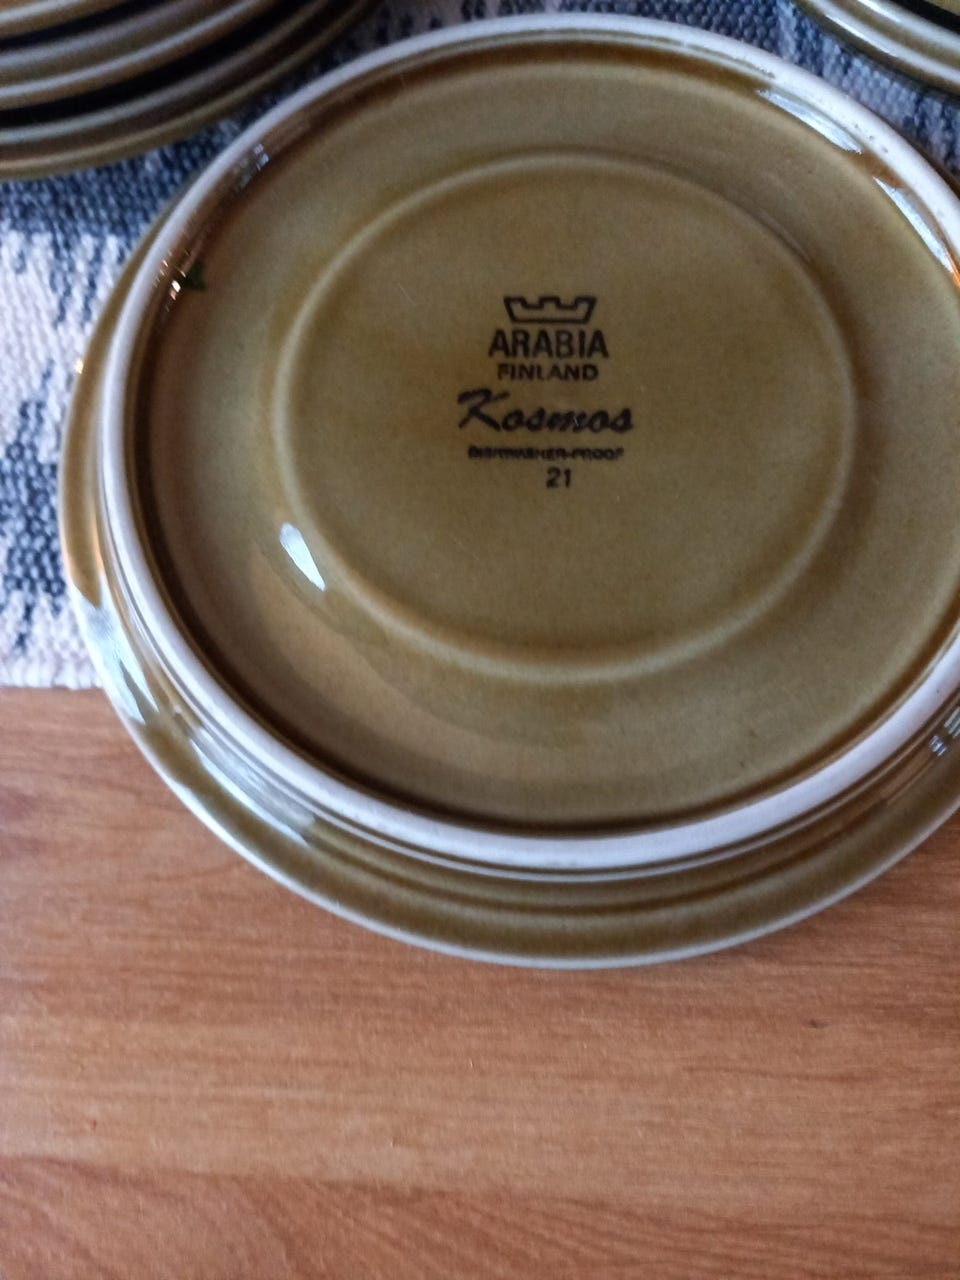 ARABIA
FINLAND
Kosmos
DISHWASHER-PROOF
21